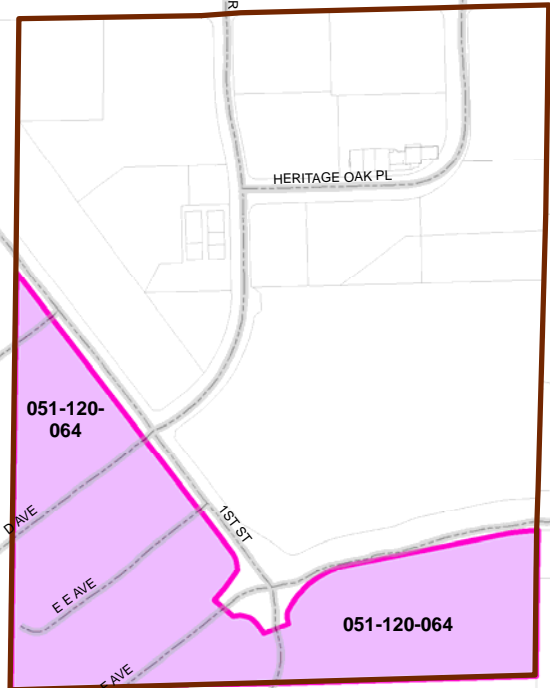 R
HERITAGE OAK PL
051-120-
064
1ST ST
D AVE
E E AVE
051-120-064
F AVE